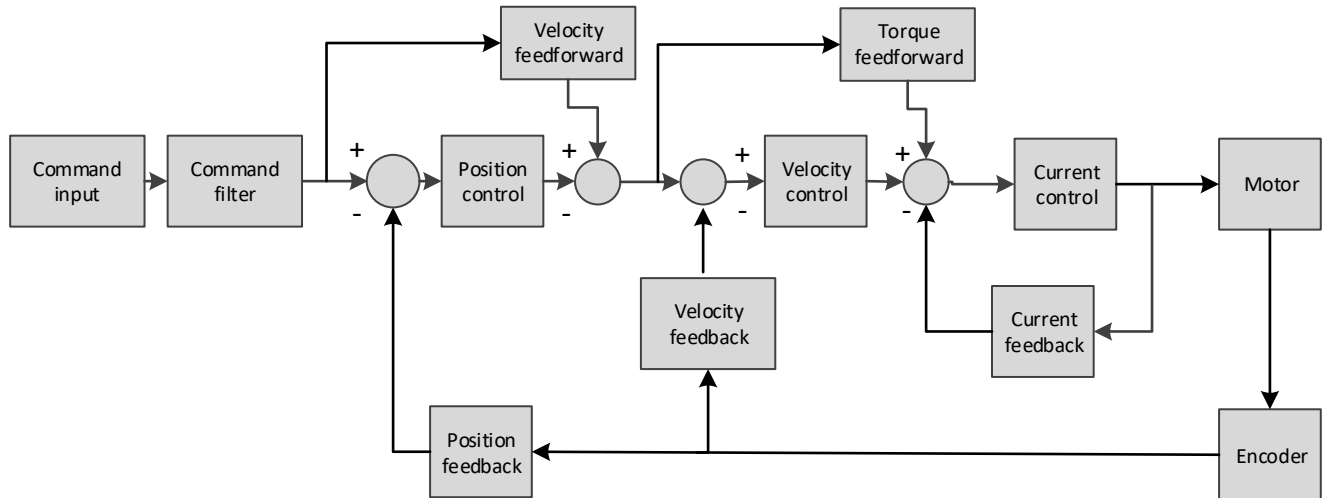 Velocity
feedforward
Torque
feedforward
Command
input
Command
filter
+
-
Position
control
+
-
+
-
Velocity
control
+
-
Current
control
Motor
Velocity
feedback
Current
feedback
Position
feedback
Encoder